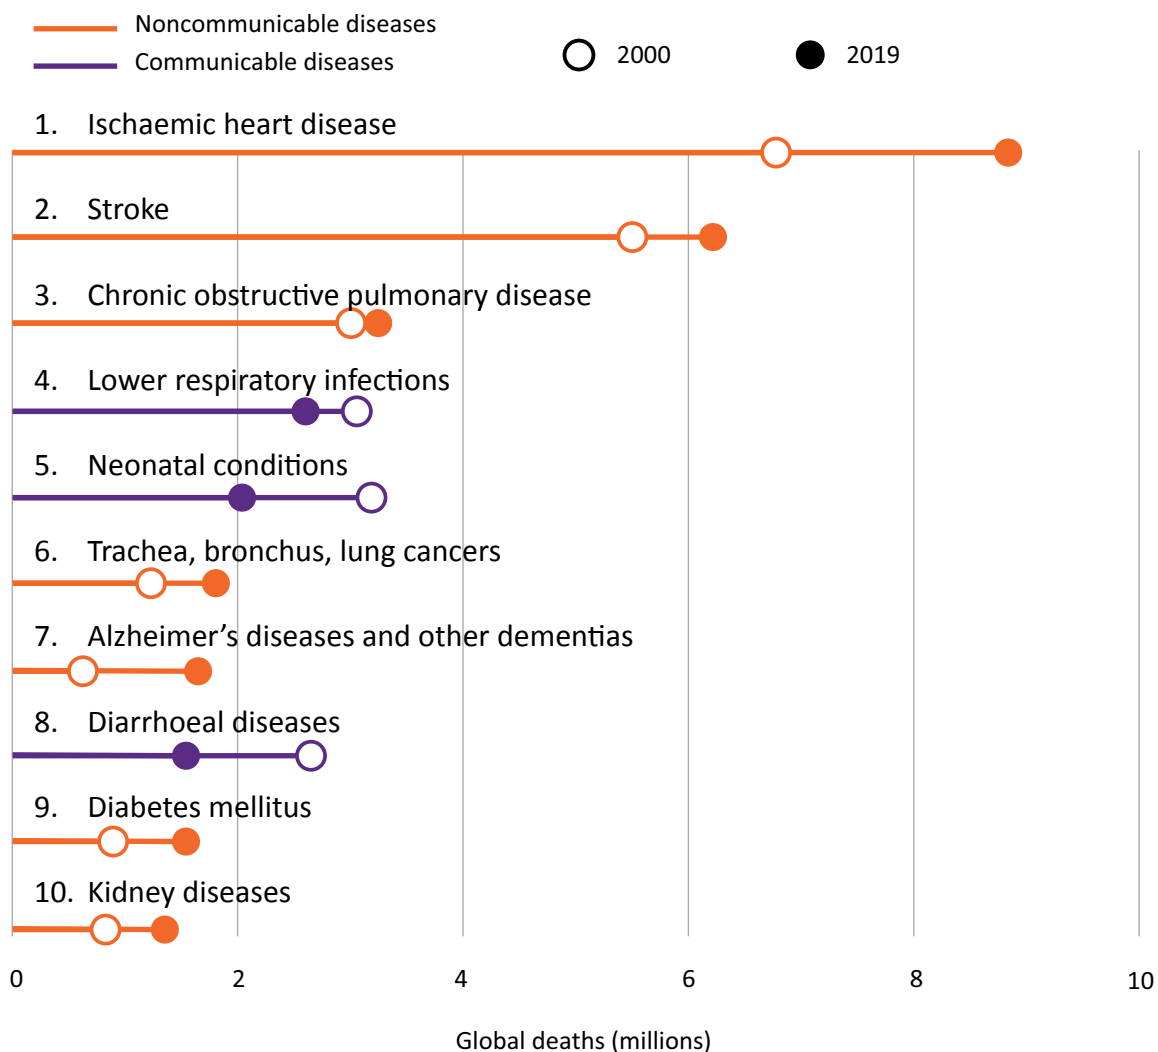 Noncommunicable diseases
Communicable diseases
2000
2019
1. Ischaemic heart disease
2. Stroke
3. Chronic obstructive pulmonary disease
4. Lower respiratory infections
5. Neonatal conditions
6. Trachea, bronchus, lung cancers
7. Alzheimer’s diseases and other dementias
8. Diarrhoeal diseases
9. Diabetes mellitus
10. Kidney diseases
0 2 4 6 8 10
Global deaths (millions)